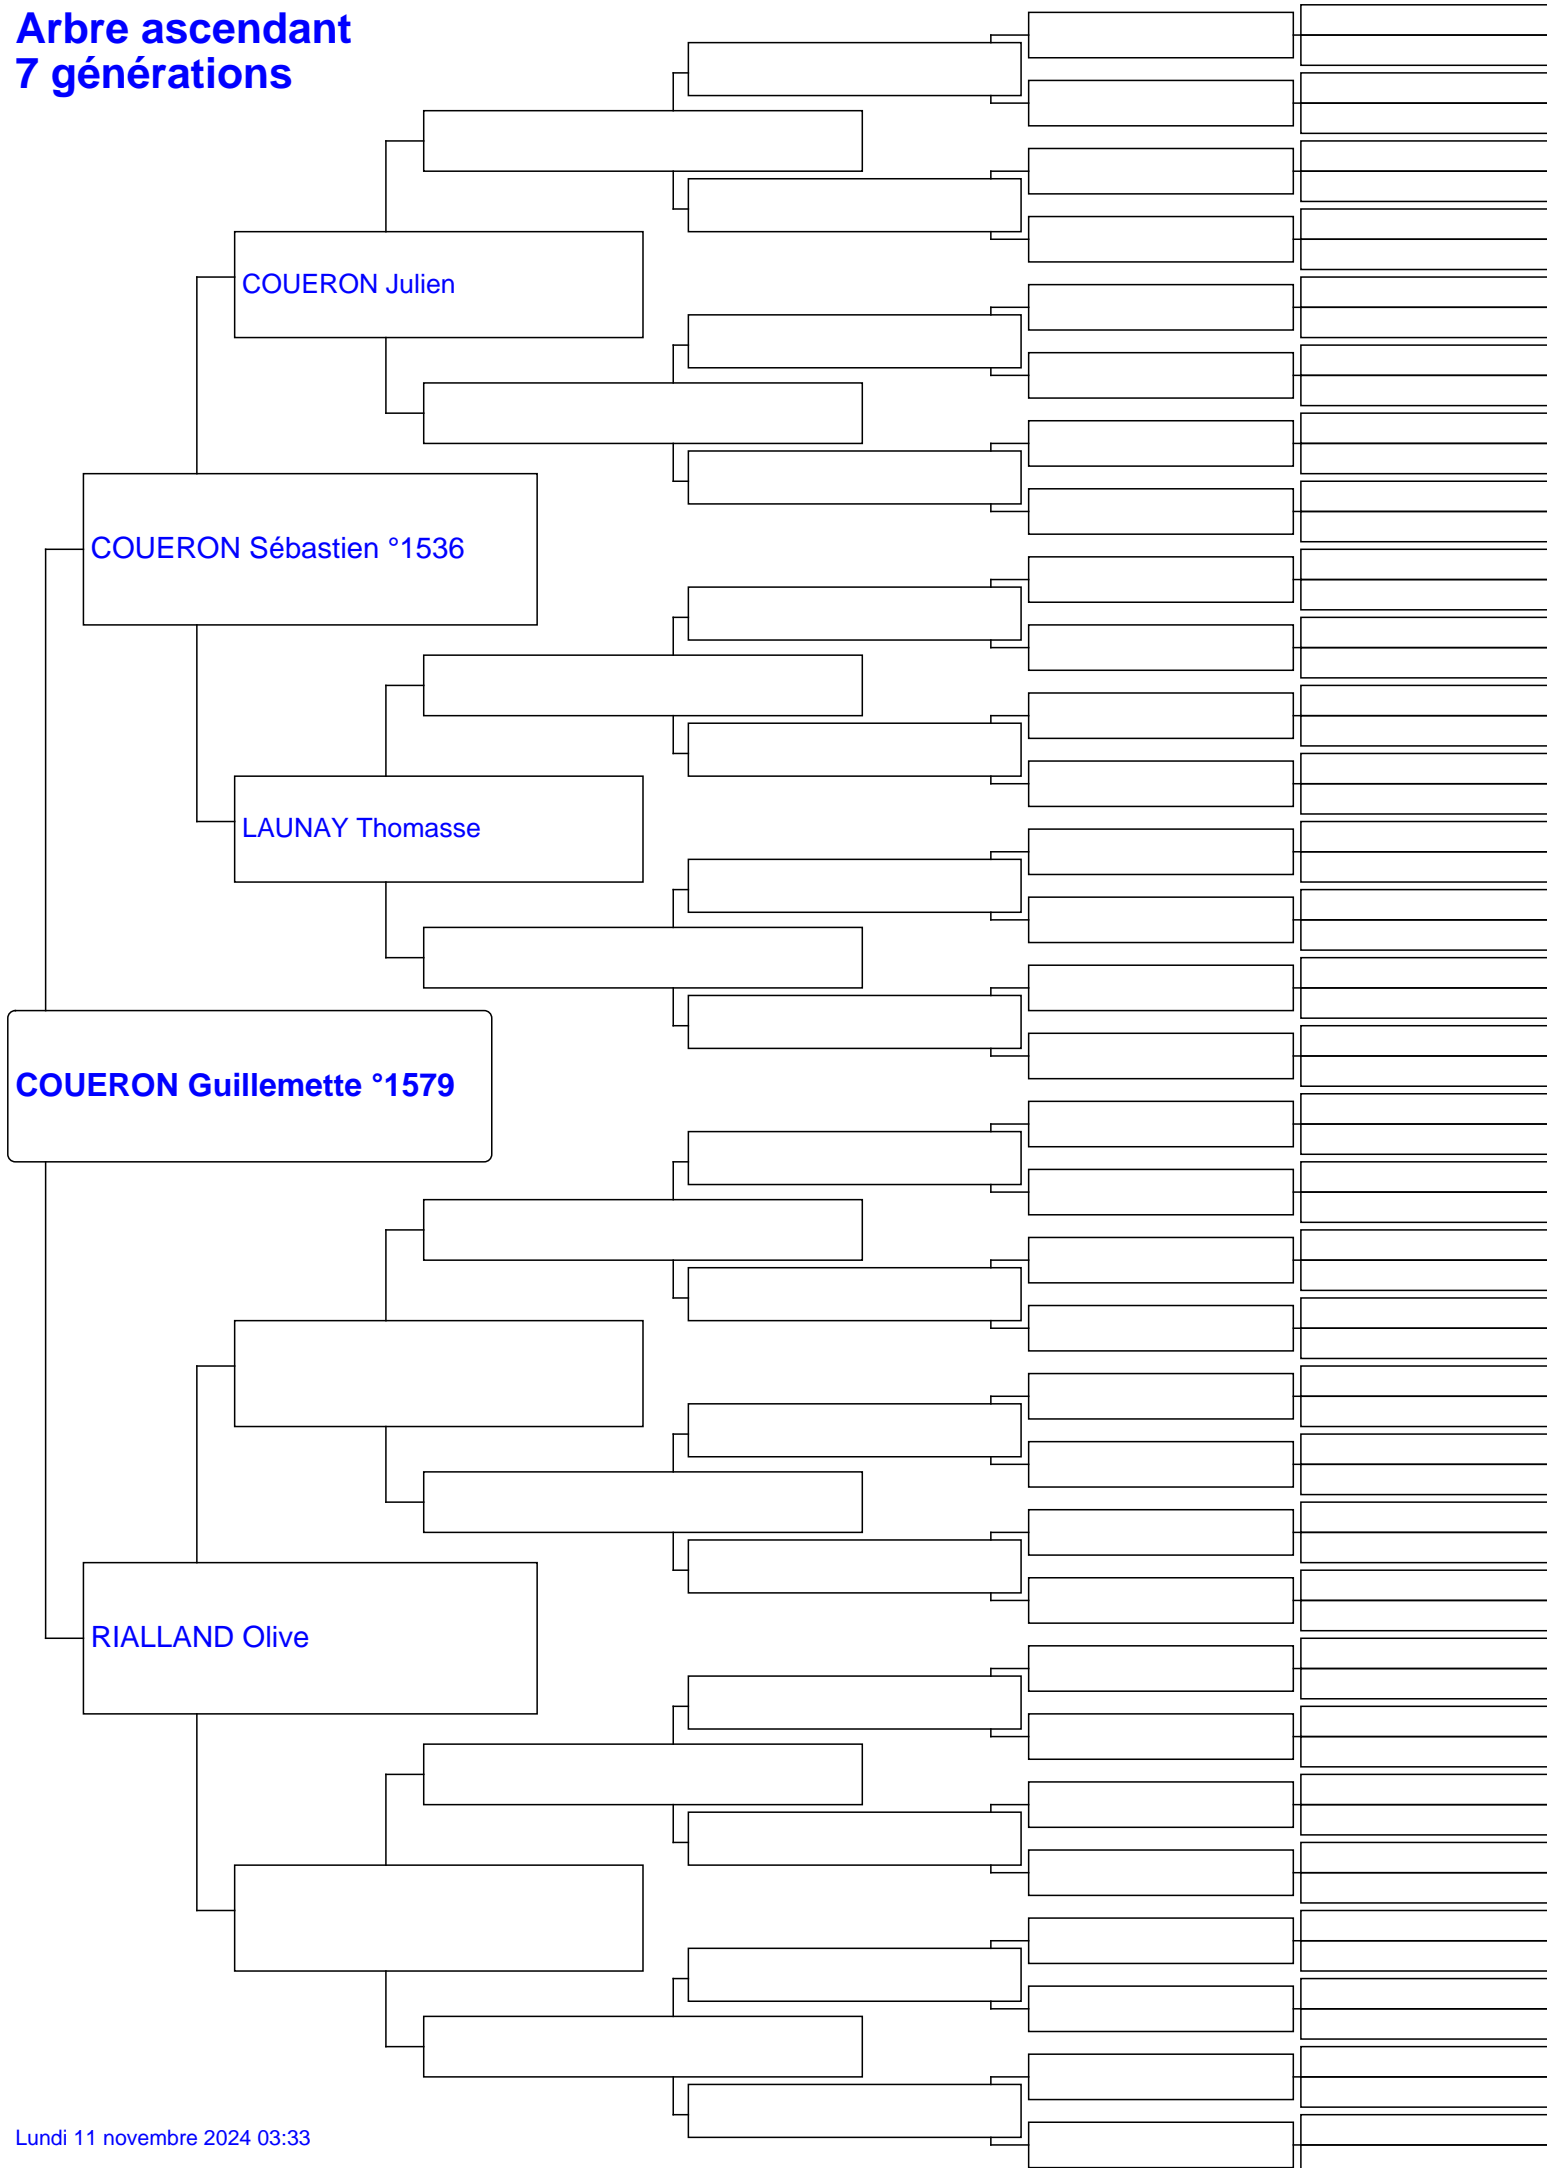 Arbre ascendant
7 générations
COUERON Julien
COUERON Sébastien °1536
LAUNAY Thomasse
COUERON Guillemette °1579
RIALLAND Olive
Lundi 11 novembre 2024 03:33